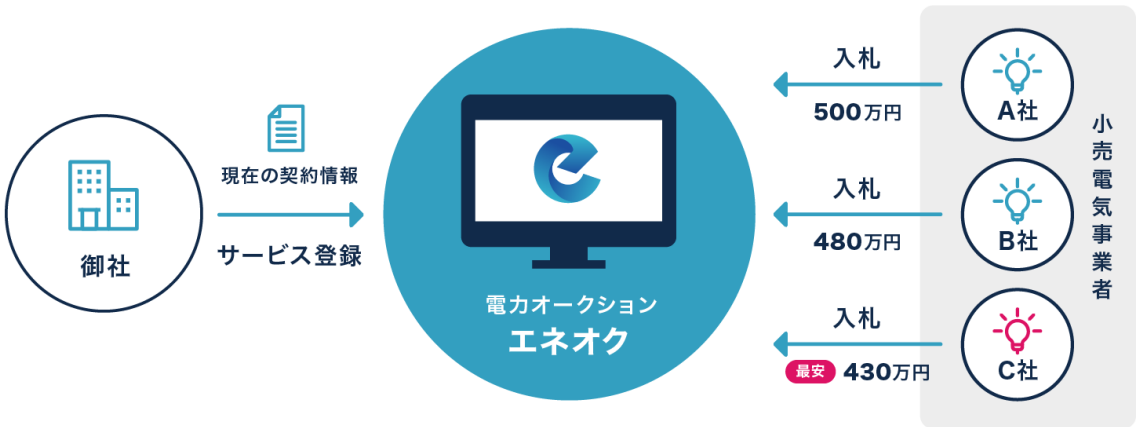 御社
現在の契約情報
サービス登録
電力オークション
エネオク
入札
500万円
A社
入札
480万円
B社
入札
最安 430万円
C社
小売電気事業者